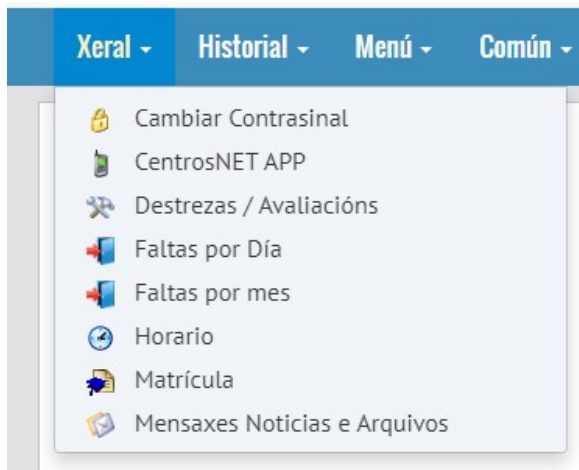 Xeral Historial Menú Común
Cambiar Contrasinal
CentrosNET APP
Destrezas / Avaliacións
Faltas por Día
Faltas por mes
Horario
Matrícula
Mensaxes Noticias e Arquivos